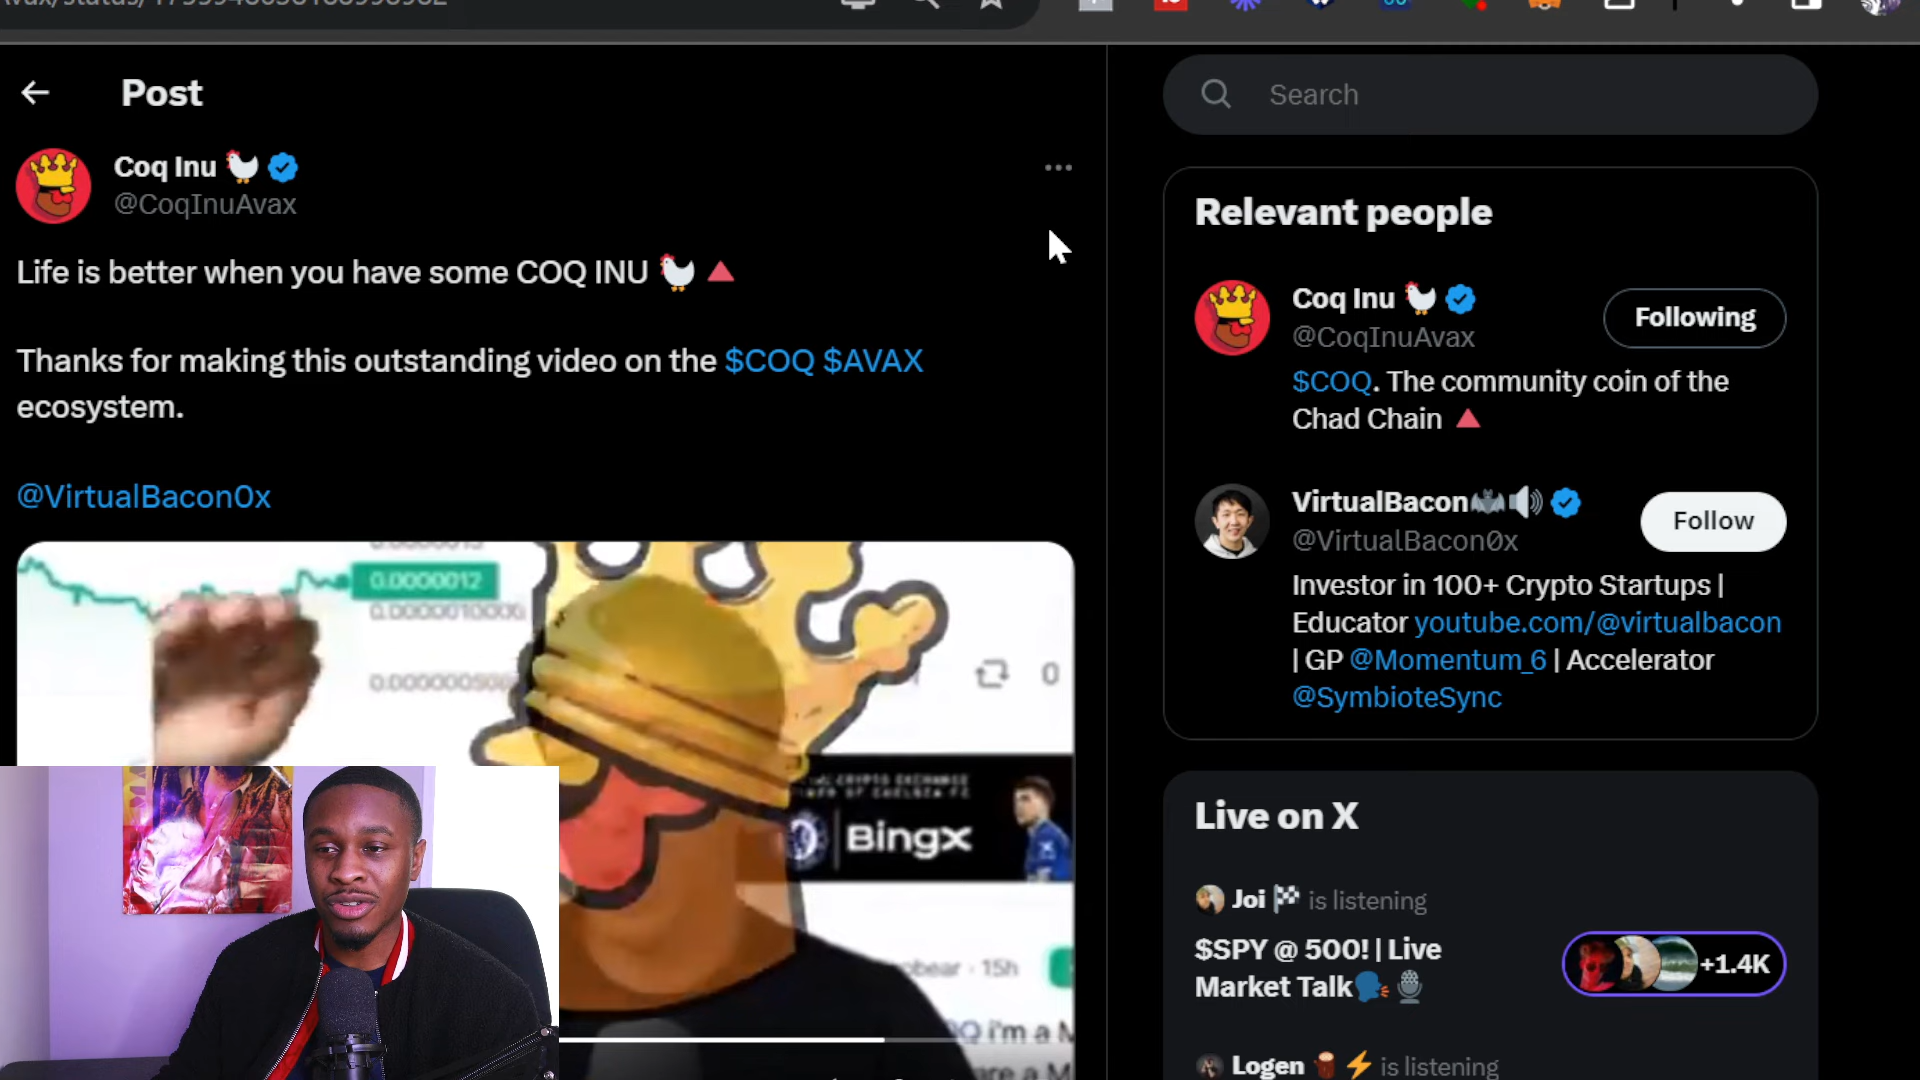 Post
Coq Inu
@CoqInuAvax
Life is better when you have some COQ INU
Thanks for making this outstanding video on the $COQ $AVAX
ecosystem.
@VirtualBacon0x
0.0000012
0
BingX
15h
i'm a
Search
Relevant people
Coq Inu
@CoqInuAvax
Following
$COQ. The community coin of the
Chad Chain
VirtualBacon
@VirtualBacon0x
Follow
Investor in 100+ Crypto Startups |
Educator youtube.com/@virtualbacon
| GP @Momentum_6 | Accelerator
@SymbioteSync
Live on X
Joi is listening
$SPY @ 500! | Live
Market Talk
+1.4K
Logen is listening